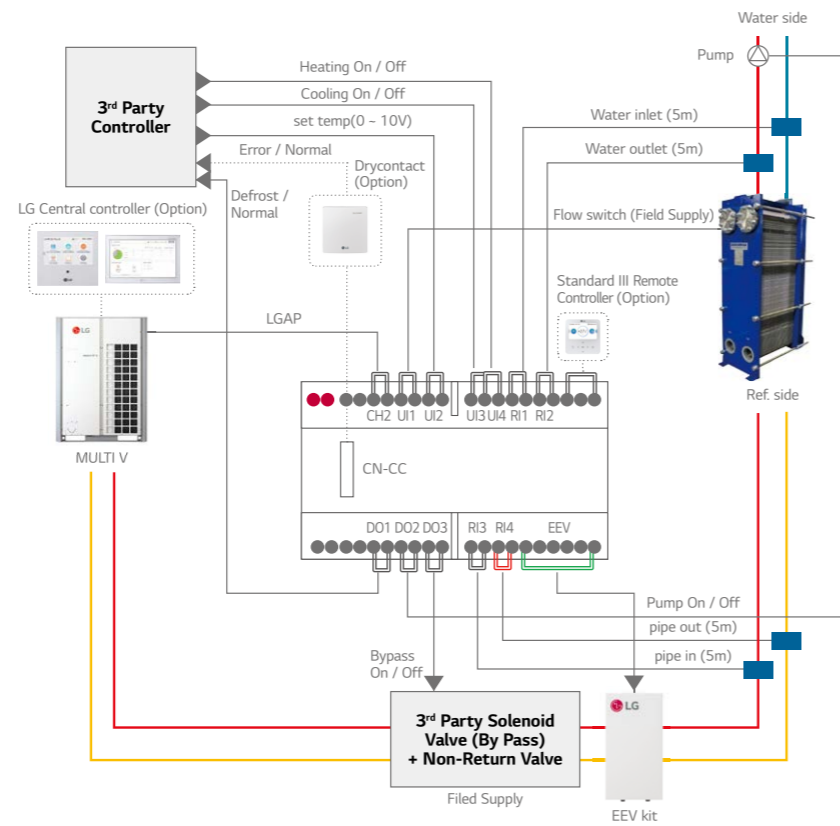 Water side
Pump
3rd Party
Controller
Heating On / Off
Cooling On / Off
set temp(0 ~ 10V)
Error / Normal
Drycontact
(Option)
Defrost /
Normal
Water inlet (5m)
Water outlet (5m)
LG Central controller (Option)
Flow switch (Field Supply)
Standard III Remote
Controller (Option)
LGAP
LG
MULTI V
Ref. side
CH2 UI1 UI2 UI3 UI4 RI1 RI2
CN-CC
DO1 DO2 DO3 RI3 RI4 EEV
Pump On / Off
pipe out (5m)
pipe in (5m)
Bypass
On / Off
3rd Party Solenoid
Valve (By Pass)
+ Non-Return Valve
LG
Filed Supply
EEV kit